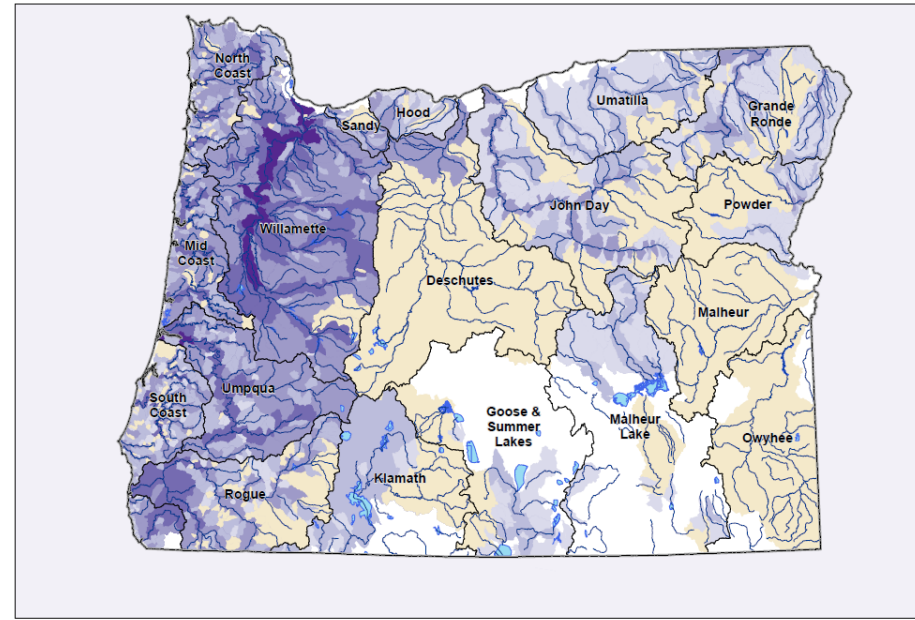 North
Coast
Sandy
Hood
Umatilla
Grande
Ronde
John Day
Powder
Willamette
Mid
Coast
Deschutes
Malheur
Umpqua
South
Coast
Goose &
Summer
Lakes
Malheur
Lake
Owyhee
Rogue
Klamath